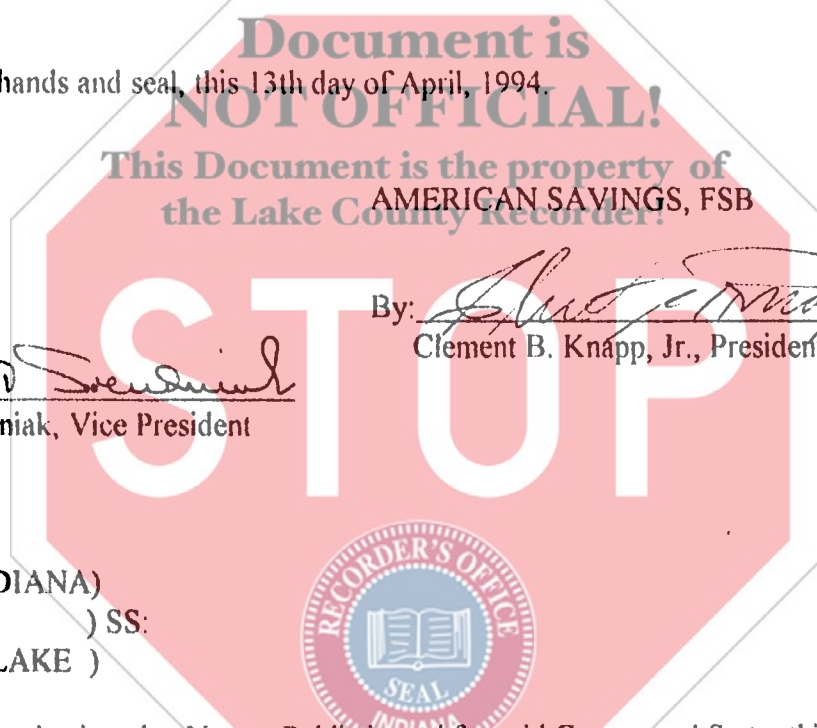 Document is
hands and seal, this 13th day of April, 1994.
NOT OFFICIAL!
This Document is the property of
AMERICAN SAVINGS, FSB
the Lake County Recorder!
STOP
By:
Clement B. Knapp, Jr., Presiden
niak, Vice President
RECORDER'S OFFICE
SEAL
INDIANA
DIANA)
) SS:
LAKE )